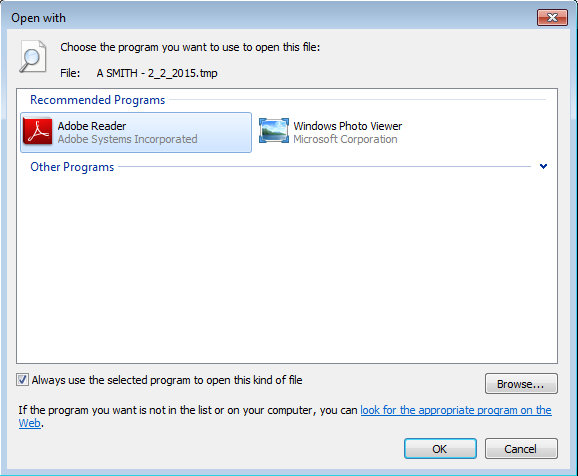 Open with
Choose the program you want to use to open this file:
File: A SMITH - 2_2_2015.tmp
Recommended Programs
Adobe Reader
Adobe Systems Incorporated
Windows Photo Viewer
Microsoft Corporation
Other Programs
Always use the selected program to open this kind of file
Browse...
If the program you want is not in the list or on your computer, you can look for the appropriate program on the
Web.
OK Cancel